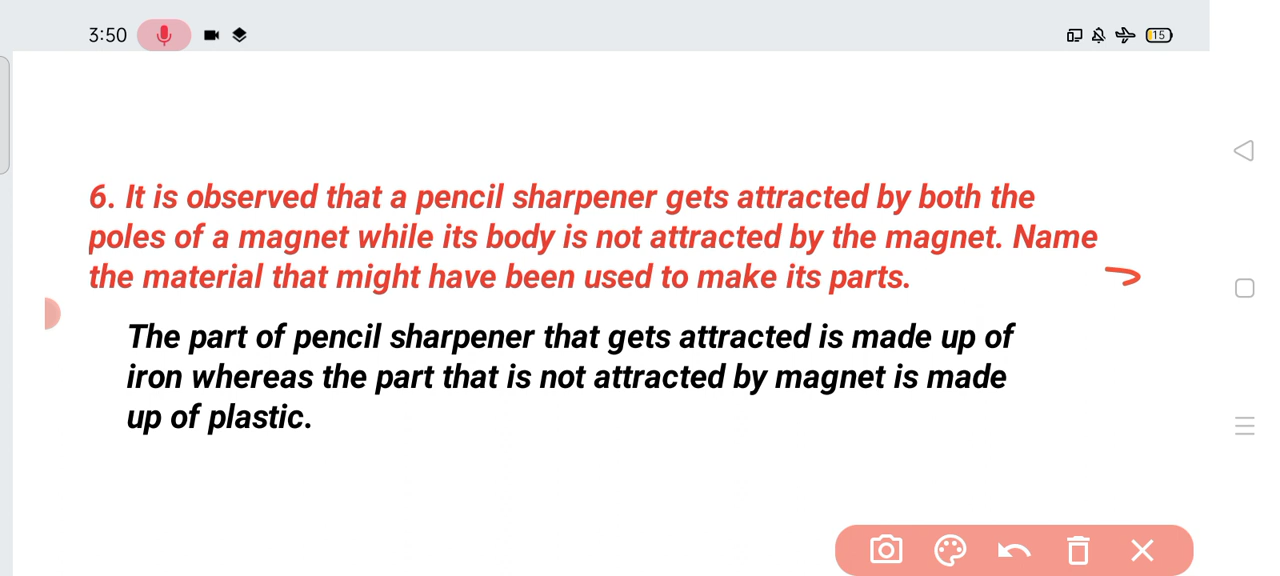 3:50
15
6. It is observed that a pencil sharpener gets attracted by both the
poles of a magnet while its body is not attracted by the magnet. Name
the material that might have been used to make its parts.
The part of pencil sharpener that gets attracted is made up of
iron whereas the part that is not attracted by magnet is made
up of plastic.